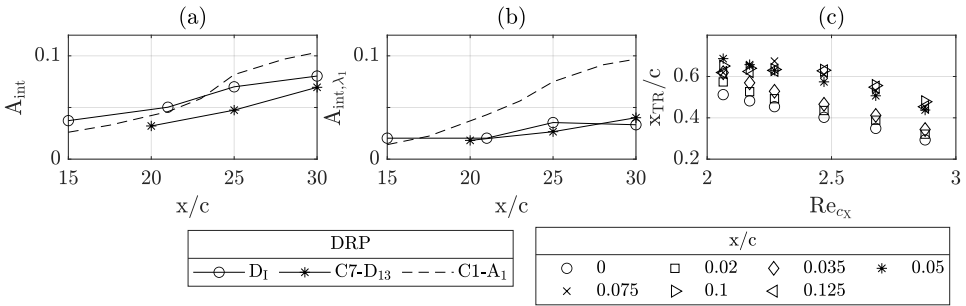 (a) (b) (c)
A_int
0.1
0
15 20 25 30
x/c
A_int,λ1
0.1
0
15 20 25 30
x/c
x_TR/c
0.6
0.4
0.2
2 2.5 3
Re_cX
DRP
D_I C7-D_13 C1-A_1
x/c
0 0.02 0.035 0.05
0.075 0.1 0.125